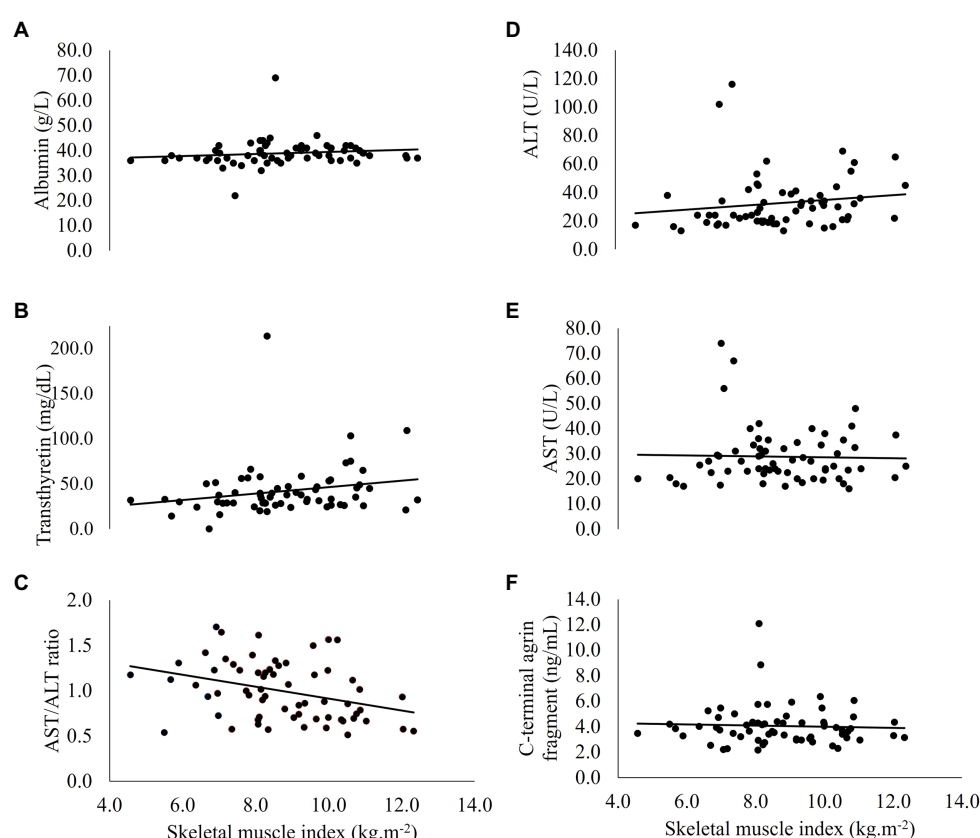 A
80.0
70.0
60.0
50.0
40.0
30.0
20.0
10.0
0.0
Albumin (g/L)
D
140.0
120.0
100.0
80.0
60.0
40.0
20.0
0.0
ALT (U/L)
B
200.0
150.0
100.0
50.0
0.0
Transthyretin (mg/dL)
E
80.0
70.0
60.0
50.0
40.0
30.0
20.0
10.0
0.0
AST (U/L)
C
2.0
1.5
1.0
0.5
0.0
AST/ALT ratio
4.0 6.0 8.0 10.0 12.0 14.0
Skeletal muscle index (kg.m-2)
F
14.0
12.0
10.0
8.0
6.0
4.0
2.0
0.0
C-terminal agrin
fragment (ng/mL)
4.0 6.0 8.0 10.0 12.0 14.0
Skeletal muscle index (kg.m-2)